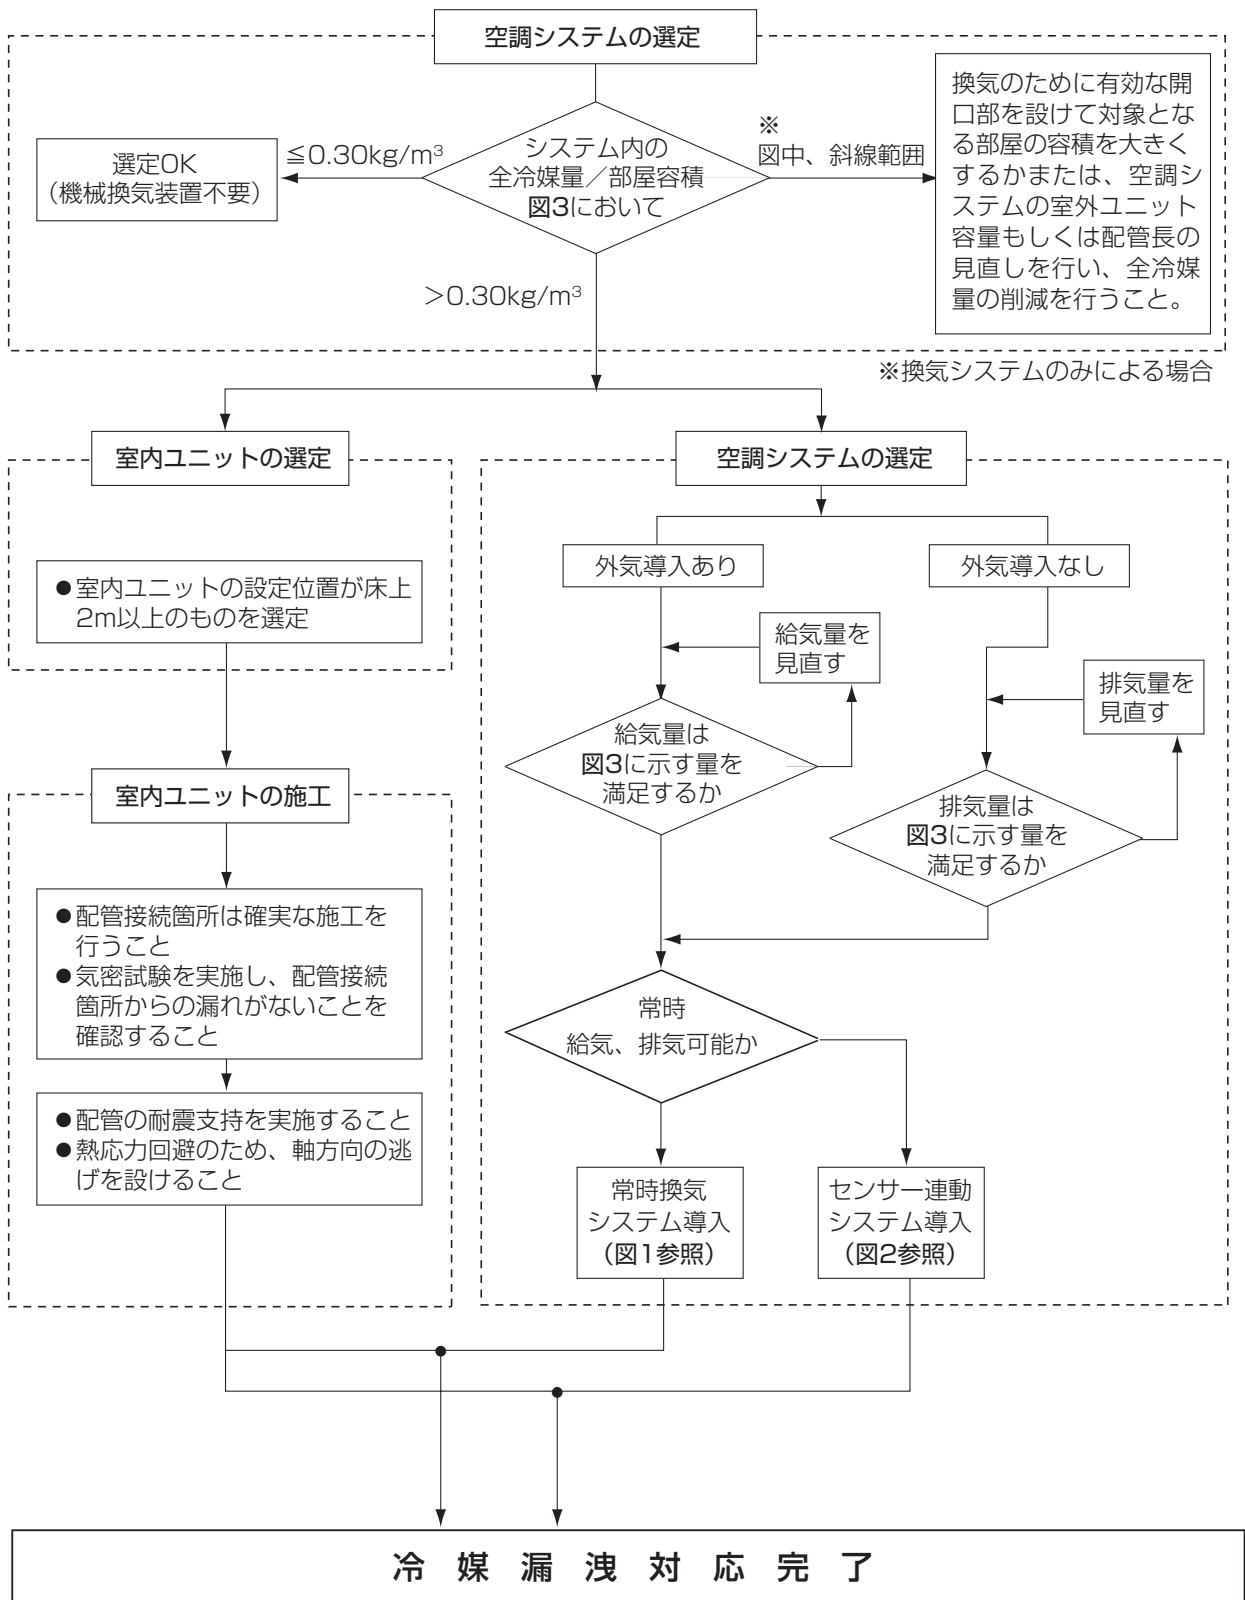 空調システムの選定
システム内の
全冷媒量／部屋容積
図3において
≦0.30kg/m³
選定OK
（機械換気装置不要）
※
図中、斜線範囲
換気のために有効な開
口部を設けて対象とな
る部屋の容積を大きく
するかまたは、空調シ
ステムの室外ユニット
容量もしくは配管長の
見直しを行い、全冷媒
量の削減を行うこと。
＞0.30kg/m³
※換気システムのみによる場合
室内ユニットの選定
●室内ユニットの設定位置が床上
2m以上のものを選定
室内ユニットの施工
●配管接続箇所は確実な施工を
行うこと
●気密試験を実施し、配管接続
箇所からの漏れがないことを
確認すること
●配管の耐震支持を実施すること
●熱応力回避のため、軸方向の逃
げを設けること
空調システムの選定
外気導入あり
外気導入なし
給気量を
見直す
給気量は
図3に示す量を
満足するか
排気量を
見直す
排気量は
図3に示す量を
満足するか
常時
給気、排気可能か
常時換気
システム導入
（図1参照）
センサー連動
システム導入
（図2参照）
冷媒漏洩対応完了